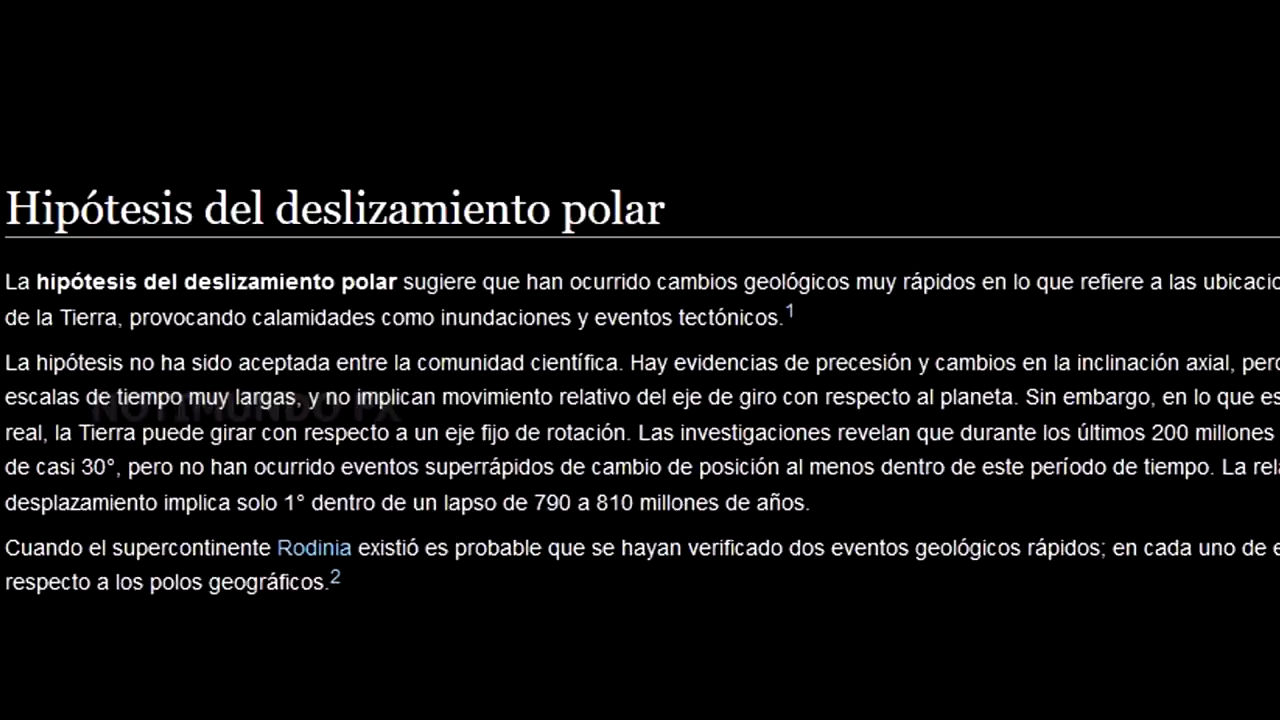 Hipótesis del deslizamiento polar
La hipótesis del deslizamiento polar sugiere que han ocurrido cambios geológicos muy rápidos en lo que refiere a las
de la Tierra, provocando calamidades como inundaciones y eventos tectónicos.1
La hipótesis no ha sido aceptada entre la comunidad científica. Hay evidencias de precesión y cambios en la inclinación axial,
escalas de tiempo muy largas, y no implican movimiento relativo del eje de giro con respecto al planeta. Sin embargo, en lo que
NOTIMUNDO PX
real, la Tierra puede girar con respecto a un eje fijo de rotación. Las investigaciones revelan que durante los últimos 200 millones
de casi 30°, pero no han ocurrido eventos superrápidos de cambio de posición al menos dentro de este período de tiempo. La
desplazamiento implica solo 1° dentro de un lapso de 790 a 810 millones de años.
Cuando el supercontinente Rodinia existió es probable que se hayan verificado dos eventos geológicos rápidos; en cada uno de
respecto a los polos geográficos.2